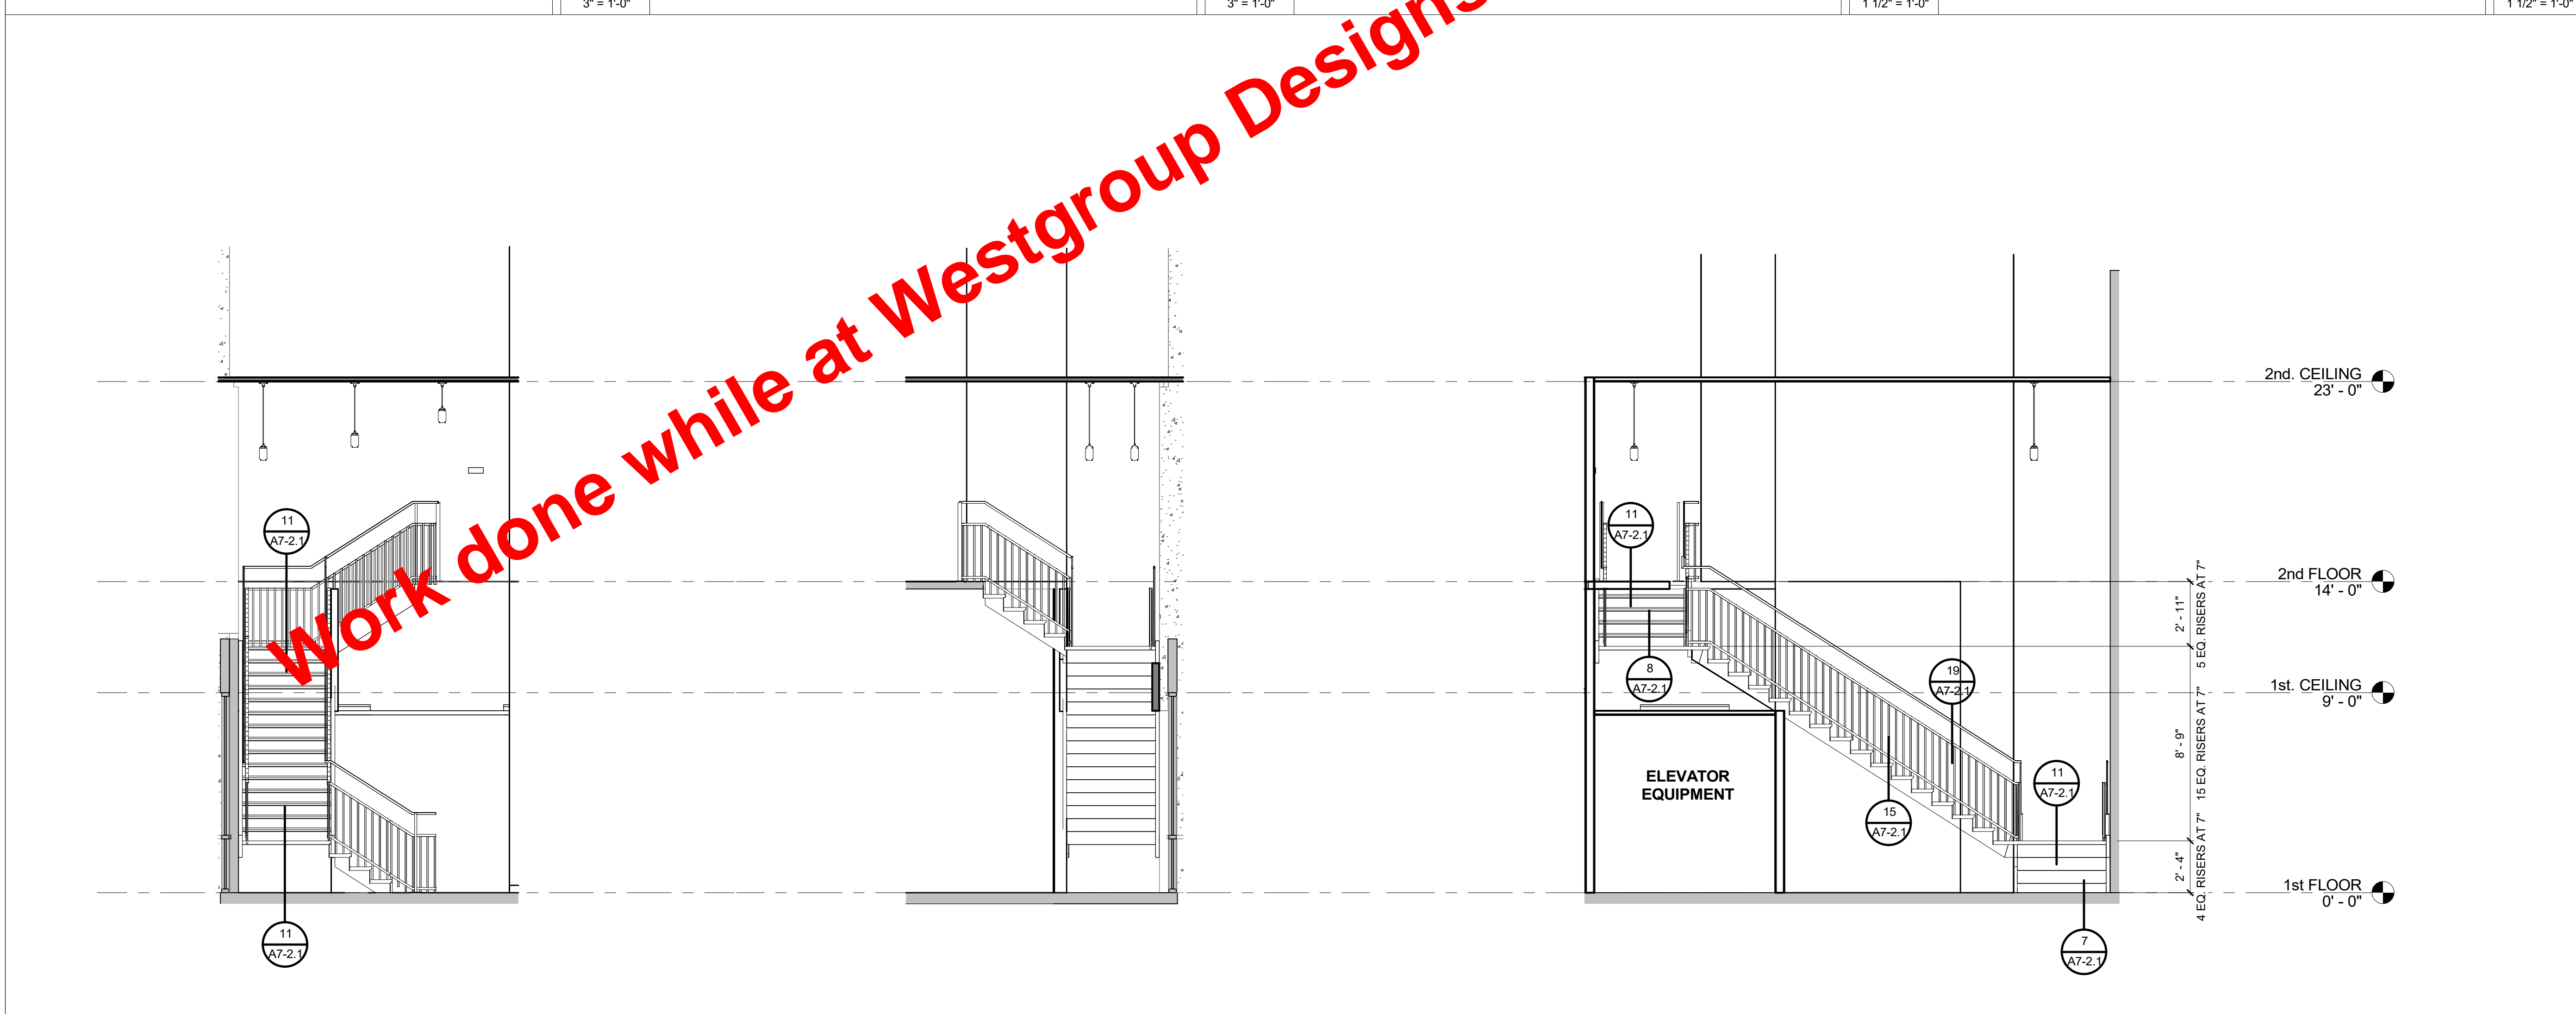 3" = 1'-0"
3" = 1'-0"
1 1/2" = 1'-0"
1 1/2" = 1'-0"
Work done while at Westgroup Designs
11
A7-2.1
11
A7-2.1
11
A7-2.1
8
A7-2.1
19
A7-2.1
15
A7-2.1
11
A7-2.1
7
A7-2.1
ELEVATOR
EQUIPMENT
2' - 11"
5 EQ. RISERS AT 7"
8' - 9"
15 EQ. RISERS AT 7"
2' - 4"
4 EQ. RISERS AT 7"
2nd. CEILING
23' - 0"
2nd FLOOR
14' - 0"
1st. CEILING
9' - 0"
1st FLOOR
0' - 0"